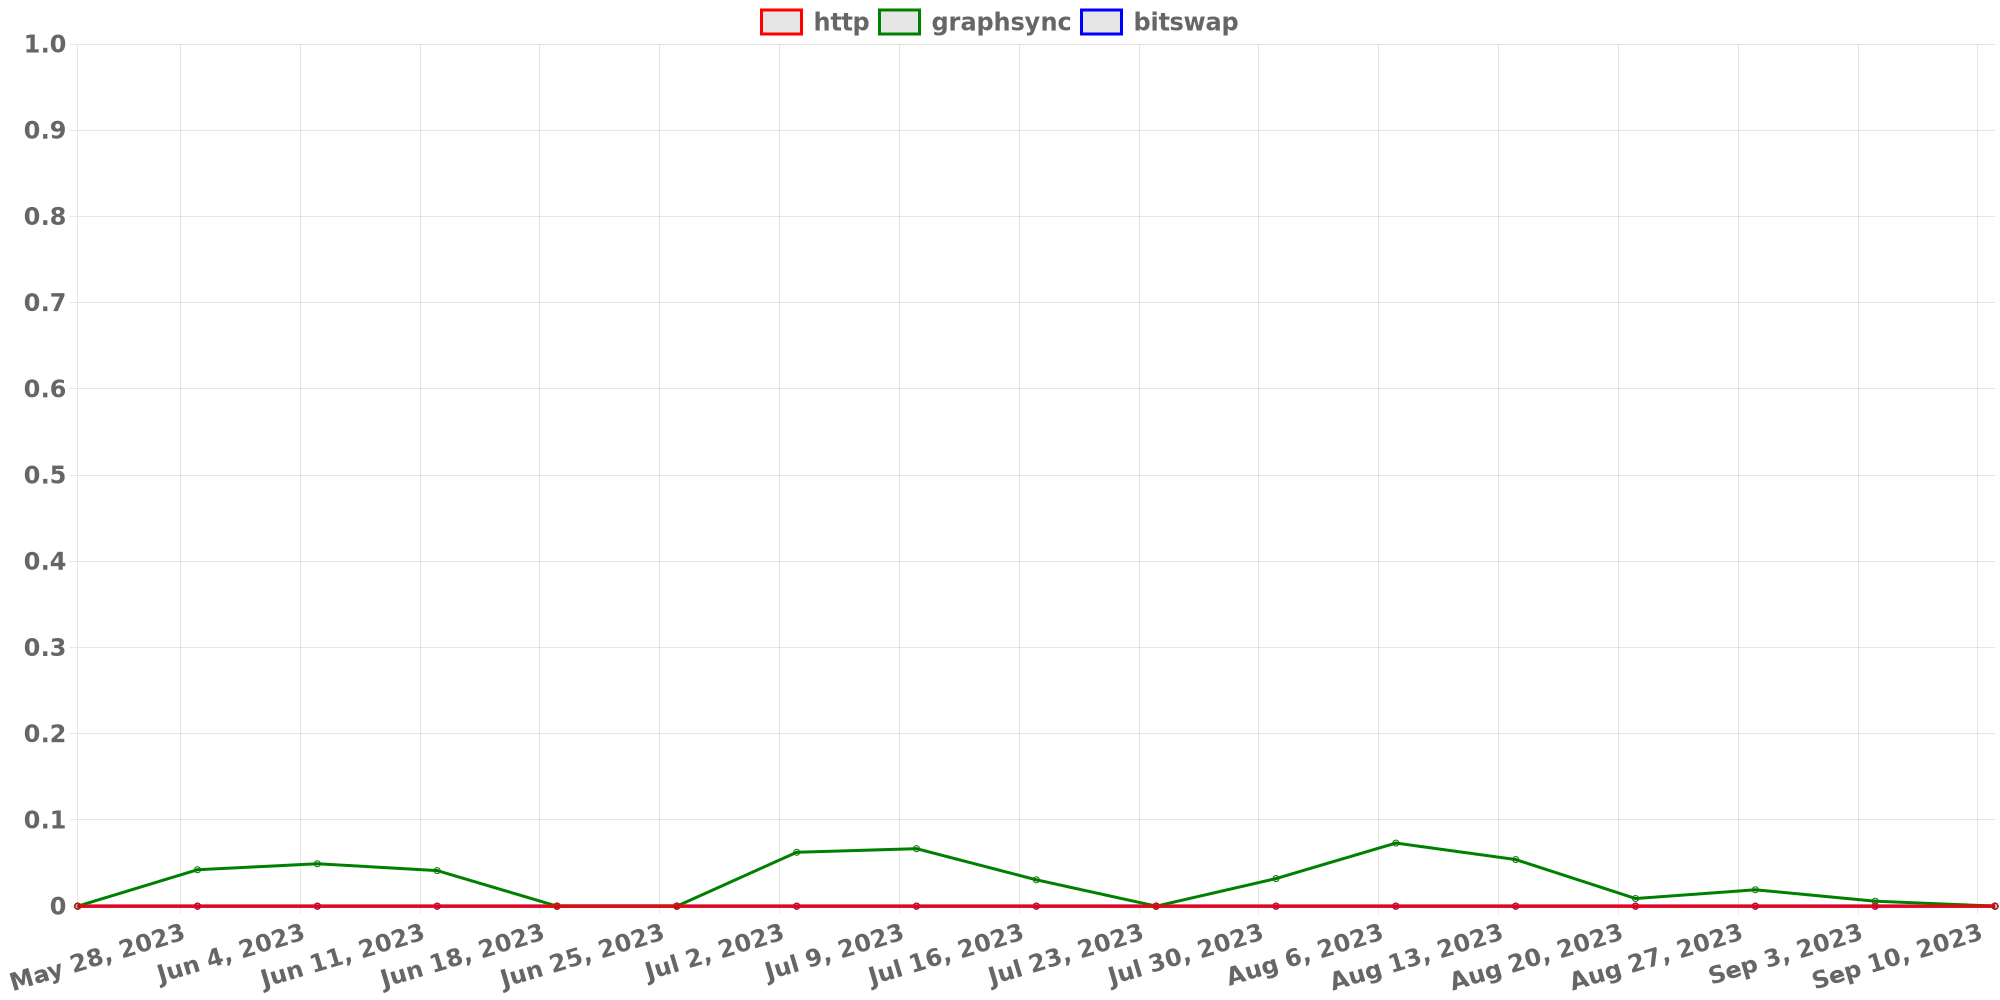 http graphsync bitswap
1.0
0.9
0.8
0.7
0.6
0.5
0.4
0.3
0.2
0.1
0
May 28, 2023
Jun 4, 2023
Jun 11, 2023
Jun 18, 2023
Jun 25, 2023
Jul 2, 2023
Jul 9, 2023
Jul 16, 2023
Jul 23, 2023
Jul 30, 2023
Aug 6, 2023
Aug 13, 2023
Aug 20, 2023
Aug 27, 2023
Sep 3, 2023
Sep 10, 2023